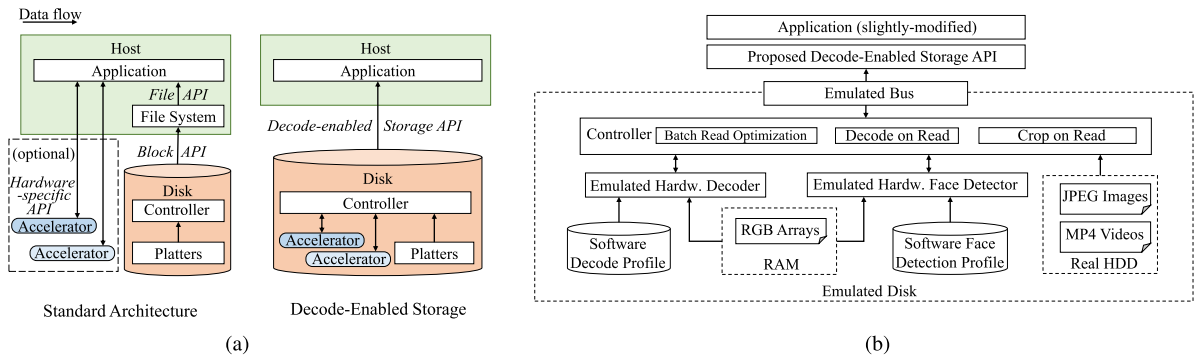 Data flow
Host
Application
File API
File System
(optional)
Hardware
-specific
API
Accelerator
Accelerator
Block API
Disk
Controller
Platters
Standard Architecture
Host
Application
Decode-enabled Storage API
Disk
Controller
Accelerator
Accelerator
Platters
Decode-Enabled Storage
(a)
Application (slightly-modified)
Proposed Decode-Enabled Storage API
Emulated Bus
Controller
Batch Read Optimization
Decode on Read
Crop on Read
Emulated Hardw. Decoder
Emulated Hardw. Face Detector
JPEG Images
MP4 Videos
Real HDD
RGB Arrays
RAM
Software
Decode Profile
Software Face
Detection Profile
Emulated Disk
(b)